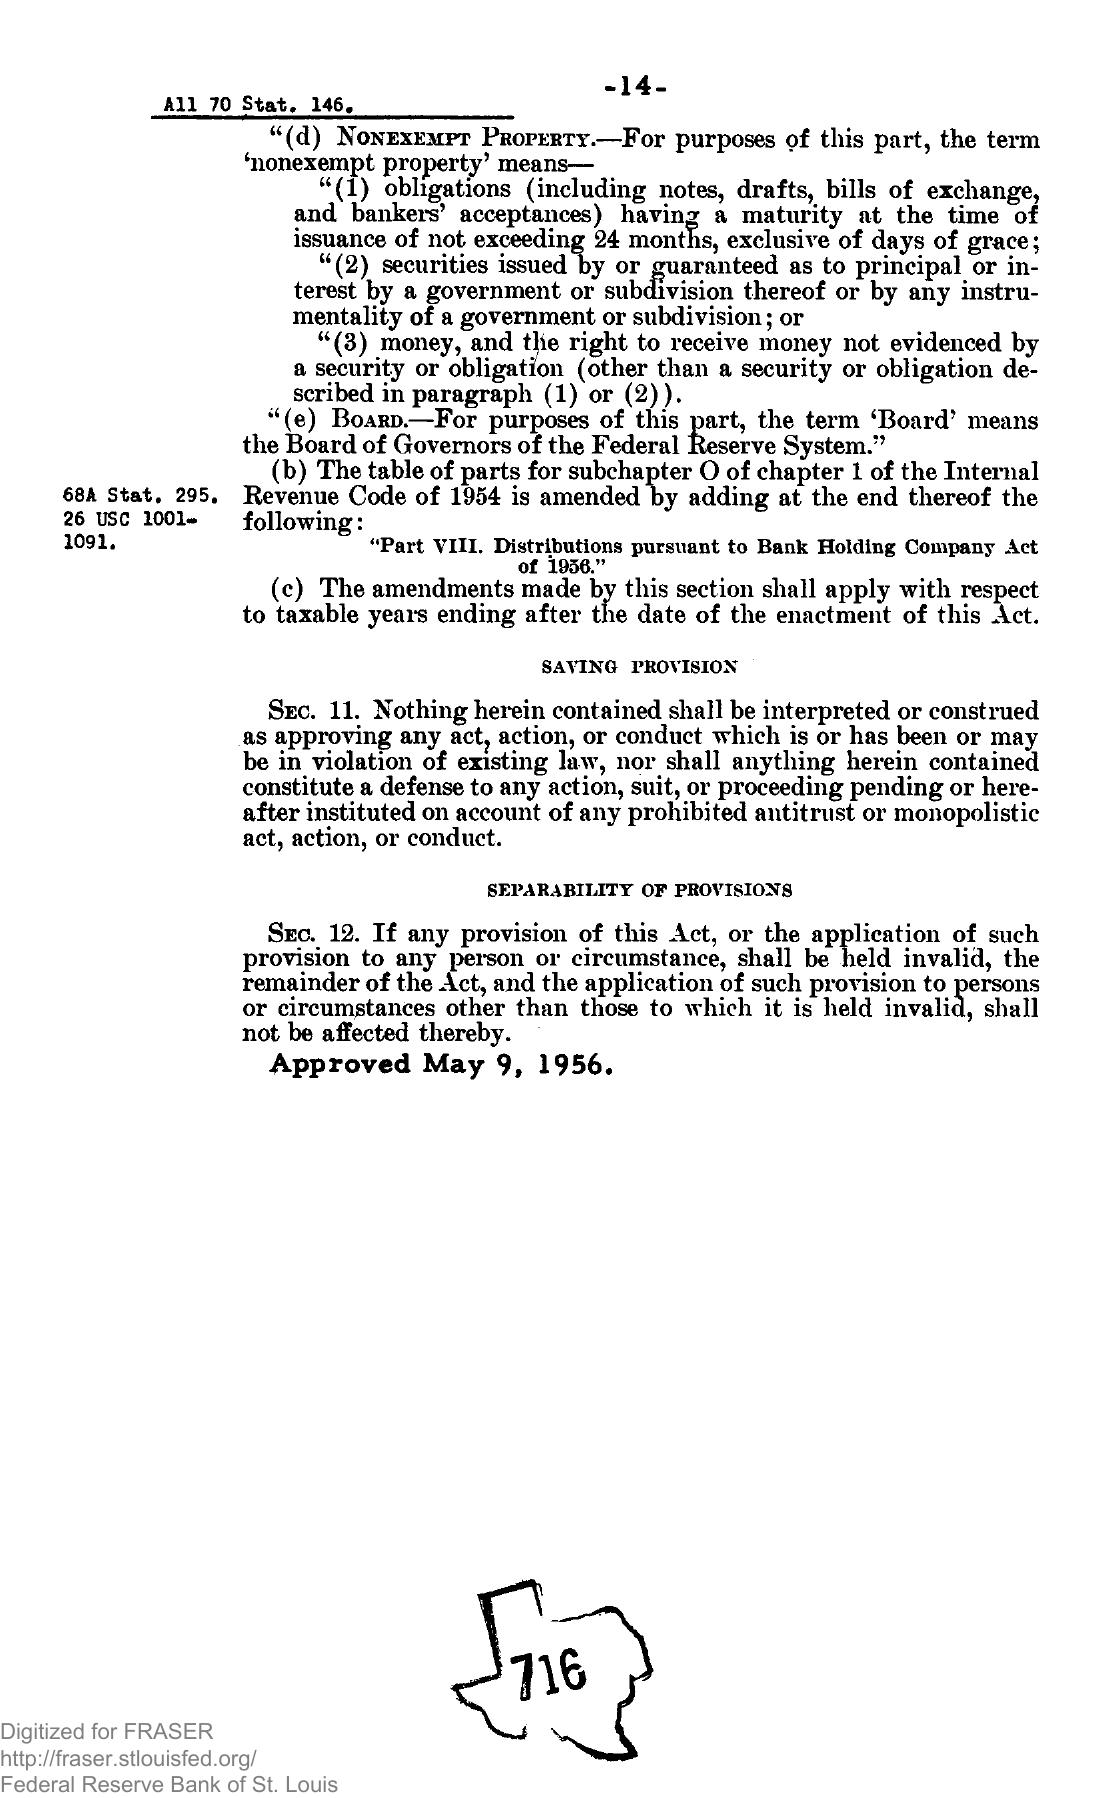 -14-
All 70 Stat. 146.
"(d) NONEXEMPT PROPERTY.—For purposes of this part, the term
'nonexempt property' means—
"(1) obligations (including notes, drafts, bills of exchange,
and bankers' acceptances) having a maturity at the time of
issuance of not exceeding 24 months, exclusive of days of grace;
"(2) securities issued by or guaranteed as to principal or in-
terest by a government or subdivision thereof or by any instru-
mentality of a government or subdivision; or
"(3) money, and the right to receive money not evidenced by
a security or obligation (other than a security or obligation de-
scribed in paragraph (1) or (2)).
"(e) BOARD.—For purposes of this part, the term 'Board' means
the Board of Governors of the Federal Reserve System."
(b) The table of parts for subchapter O of chapter 1 of the Internal
68A Stat. 295. Revenue Code of 1954 is amended by adding at the end thereof the
26 USC 1001- following:
1091.
"Part VIII. Distributions pursuant to Bank Holding Company Act
of 1956."
(c) The amendments made by this section shall apply with respect
to taxable years ending after the date of the enactment of this Act.
SAVING PROVISION
SEC. 11. Nothing herein contained shall be interpreted or construed
as approving any act, action, or conduct which is or has been or may
be in violation of existing law, nor shall anything herein contained
constitute a defense to any action, suit, or proceeding pending or here-
after instituted on account of any prohibited antitrust or monopolistic
act, action, or conduct.
SEPARABILITY OF PROVISIONS
SEC. 12. If any provision of this Act, or the application of such
provision to any person or circumstance, shall be held invalid, the
remainder of the Act, and the application of such provision to persons
or circumstances other than those to which it is held invalid, shall
not be affected thereby.
Approved May 9, 1956.
716
Digitized for FRASER
http://fraser.stlouisfed.org/
Federal Reserve Bank of St. Louis